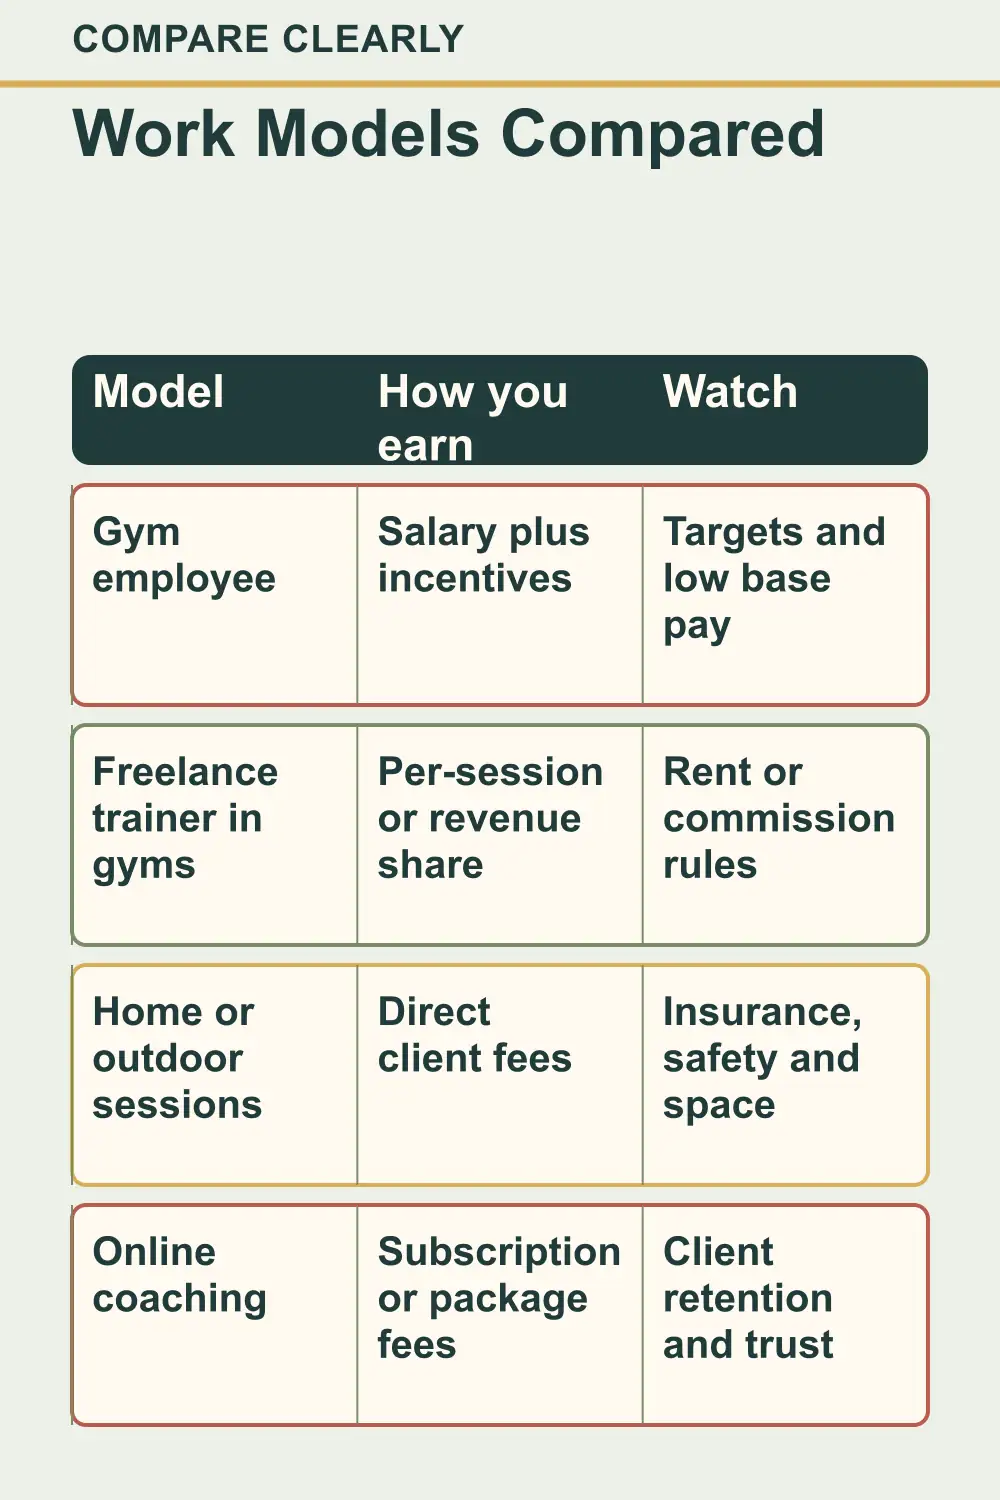 COMPARE CLEARLY
Work Models Compared
Model
How you
earn
Watch
Gym
employee
Salary plus
incentives
Targets and
low base
pay
Freelance
trainer in
gyms
Per-session
or revenue
share
Rent or
commission
rules
Home or
outdoor
sessions
Direct
client fees
Insurance,
safety and
space
Online
coaching
Subscription
or package
fees
Client
retention
and trust